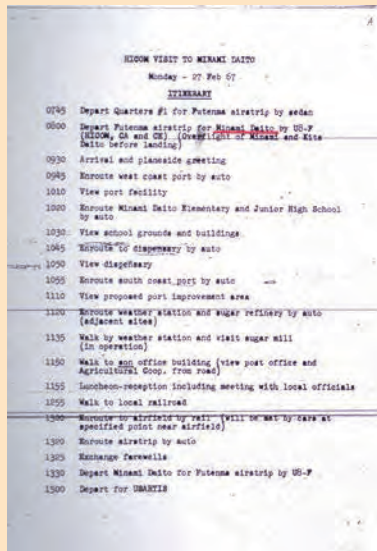 A
HICOM VISIT TO MINAMI DAITO
Monday - 27 Feb 67
ITINERARY
0745 Depart Quarters #1 for Futenma airstrip by sedan
0800 Depart Futenma airstrip for Minami Daito by U8-F
(HICOM, CA and CK) (Overflight of Minami and Kita
Daito before landing)
0930 Arrival and planeside greeting
0945 Enroute west coast port by auto
1010 View port facility
1020 Enroute Minami Daito Elementary and Junior High School
by auto
1030 View school grounds and buildings
1045 Enroute to dispensary by auto
1050 View dispensary
1055 Enroute south coast port by auto
1110 View proposed port improvement area
1120 Enroute weather station and sugar refinery by auto
(adjacent sites)
1135 Walk by weather station and visit sugar mill
(in operation)
1150 Walk to son office building (view post office and
Agricultural Coop. from road)
1155 Luncheon-reception including meeting with local officials
1255 Walk to local railroad
1300 Enroute to airfield by rail (will be met by cars at
specified point near airfield)
1320 Enroute airstrip by auto
1325 Exchange farewells
1330 Depart Minami Daito for Futenma airstrip by U8-F
1500 Depart for